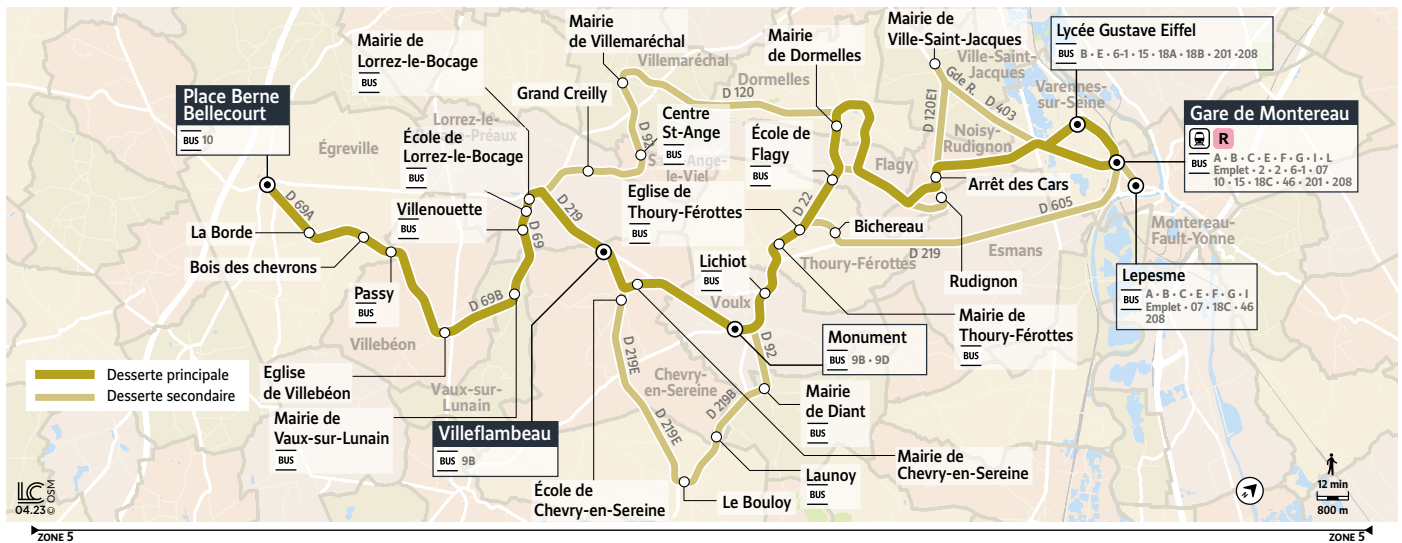 Mairie de
Lorrez-le-Bocage
BUS
Mairie
de Villemaréchal
Villemaréchal
Mairie
de Dormelles
Dormelles
D 120
Mairie de
Ville-Saint-Jacques
Ville-Saint-
Jacques
Gde R.
D 403
D 120E1
Lycée Gustave Eiffel
BUS B • E • 6-1 • 15 • 18A • 18B • 201 •208
Varennes-
sur-Seine
Place Berne
Bellecourt
BUS 10
Grand Creilly
Centre
St-Ange
BUS
D 92
Gare de Montereau
R
BUS
A • B • C • E • F • G • I • L
Emplet • 2 • 2 • 6-1 • 07
10 • 15 • 18C • 46 • 201 • 208
Égreville
École de
Lorrez-le-Bocage
BUS
École de
Flagy
BUS
Flagy
Noisy-
Rudignon
Arrêt des Cars
Villenouette
BUS
Eglise de
Thoury-Férottes
BUS
D 69A
D 219
D 69
D 22
D 605
La Borde
Bichereau
Montereau-
Fault-Yonne
Bois des chevrons
Thoury-Férottes
D 219
Esmans
Rudignon
Lichiot
BUS
Passy
BUS
D 69B
Voulx
Lepesme
BUS
A • B • C • E • F • G • I
Emplet • 07 • 18C • 46
208
Mairie de
Thoury-Férottes
BUS
Villebéon
Monument
BUS 9B • 9D
D 92
D 219E
Desserte principale
Desserte secondaire
Eglise
de Villebéon
Vaux-sur-
Lunain
Chevry-
en-Sereine
Mairie
de Diant
BUS
D 219B
D 219E
Mairie de
Vaux-sur-Lunain
BUS
Villeflambeau
BUS 9B
Mairie de
Chevry-en-Sereine
Launoy
BUS
École de
Chevry-en-Sereine
Le Bouloy
LC
04.23 © OSM
12 min
800 m
ZONE 5
ZONE 5